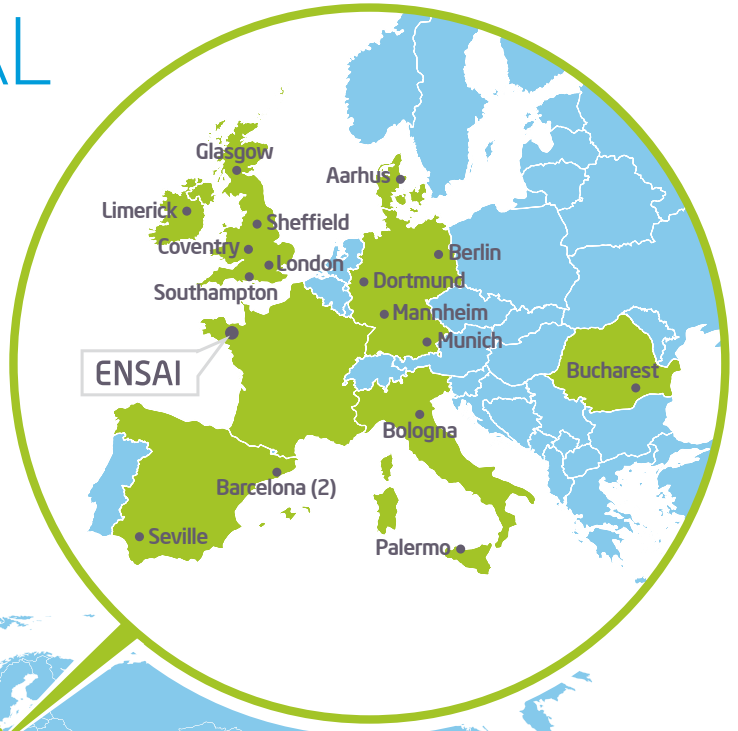 AL
Glasgow
Aarhus
Limerick
Sheffield
Coventry
London
Berlin
Dortmund
Southampton
Mannheim
Munich
ENSAI
Bucharest
Bologna
Barcelona (2)
Seville
Palermo